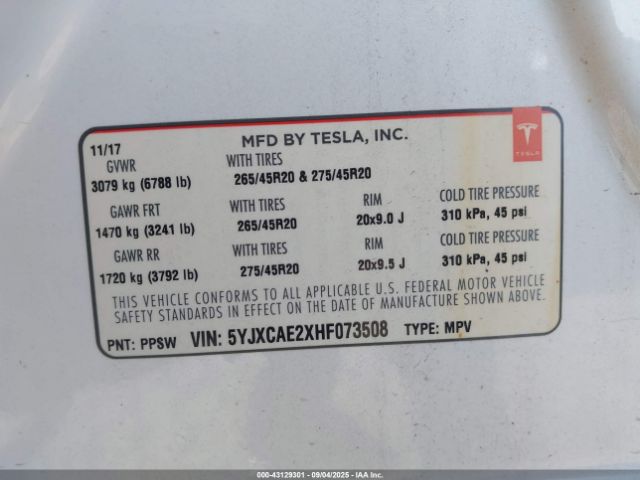 11/17
MFD BY TESLA, INC.
TESLA
GVWR
WITH TIRES
3079 kg (6788 lb)
265/45R20 & 275/45R20
GAWR FRT
WITH TIRES
RIM
COLD TIRE PRESSURE
1470 kg (3241 lb)
265/45R20
20x9.0 J
310 kPa, 45 psi
GAWR RR
WITH TIRES
RIM
COLD TIRE PRESSURE
1720 kg (3792 lb)
275/45R20
20x9.5 J
310 kPa, 45 psi
THIS VEHICLE CONFORMS TO ALL APPLICABLE U.S. FEDERAL MOTOR VEHICLE
SAFETY STANDARDS IN EFFECT ON THE DATE OF MANUFACTURE SHOWN ABOVE.
PNT: PPSW VIN: 5YJXCAE2XHF073508 TYPE: MPV
000-43129301 - 09/04/2025 - IAA Inc.